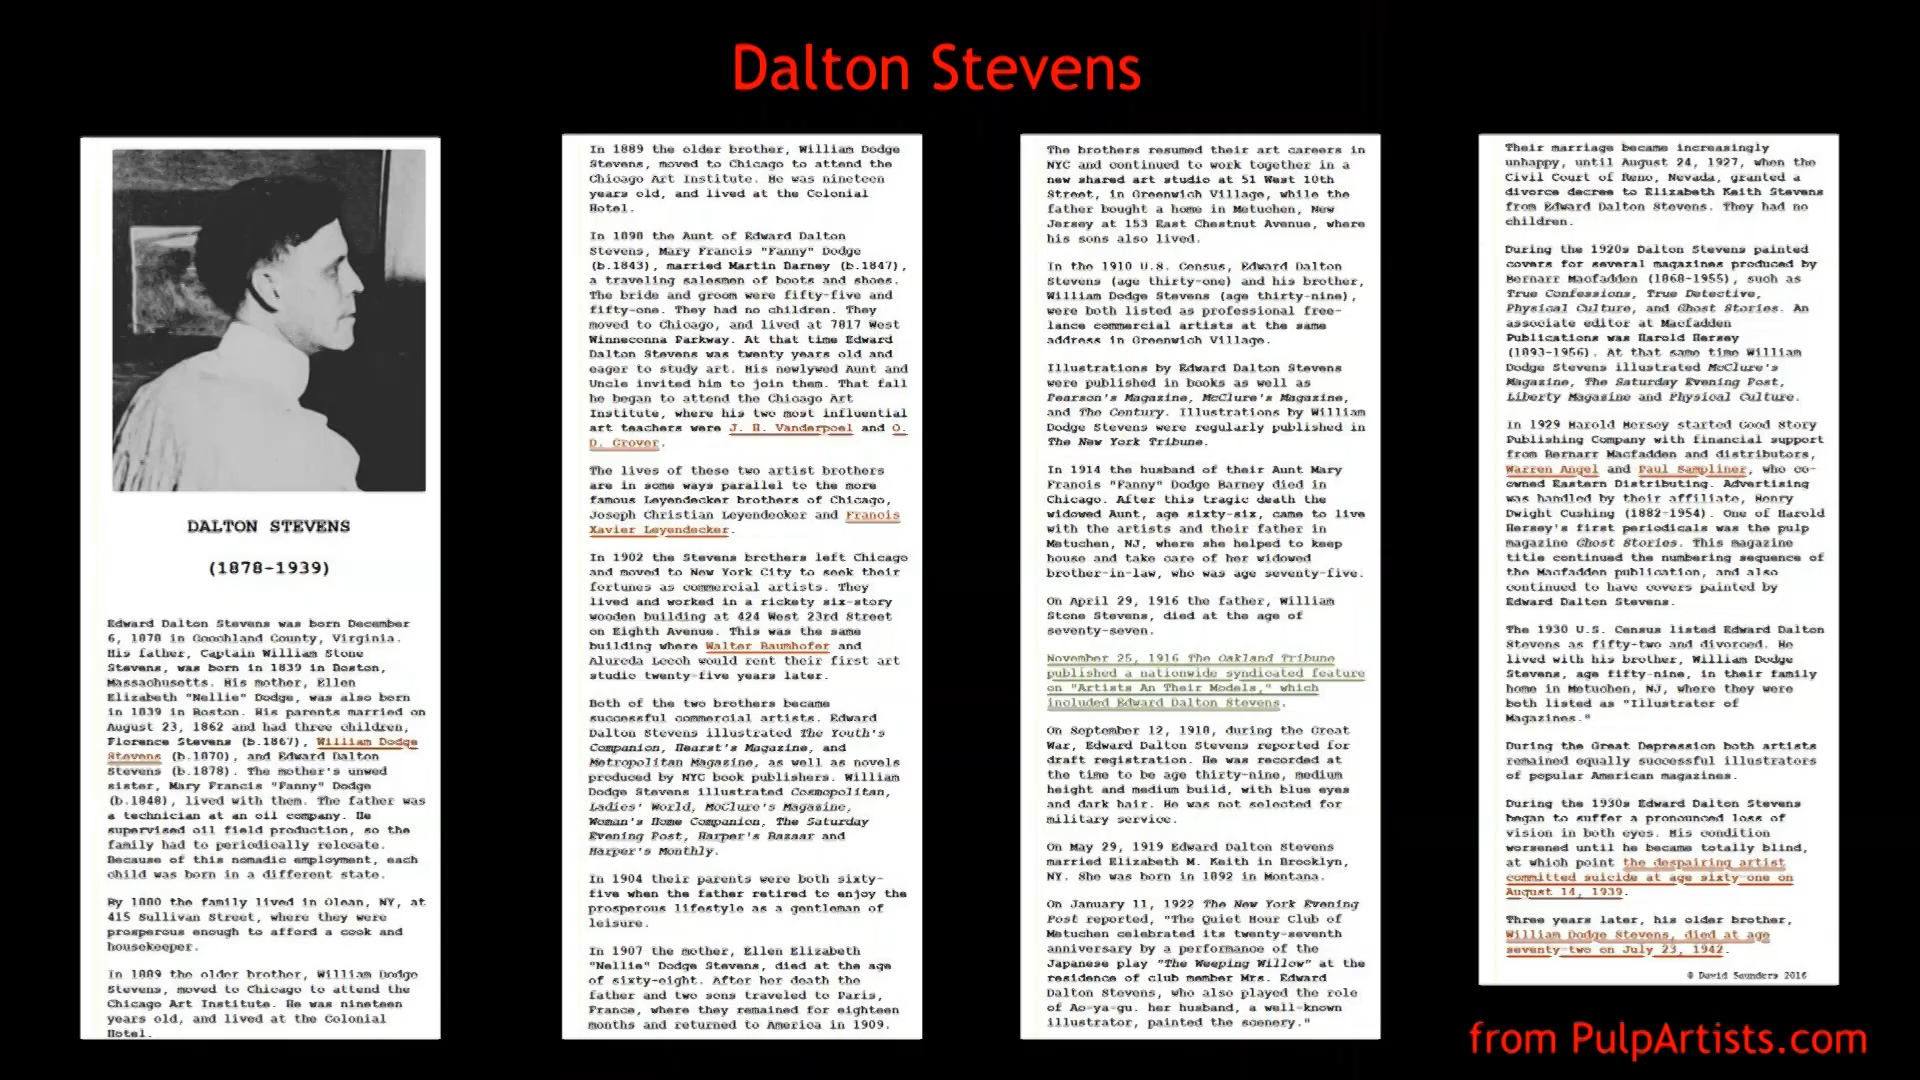 Dalton Stevens
DALTON STEVENS
(1878-1939)
Edward Dalton Stevens was born December
6, 1878 in Goochland County, Virginia.
His father, Captain William Stone
Stevens, was born in 1839 in Boston,
Massachusetts. His mother, Ellen
Elizabeth "Nellie" Dodge, was also born
in 1839 in Boston. His parents married on
August 23, 1862 and had three children,
Florence Stevens (b.1867), William Dodge
Stevens (b.1870), and Edward Dalton
Stevens (b.1878). The mother's unwed
sister, Mary Francis "Fanny" Dodge
(b.1848), lived with them. The father was
a technician at an oil company. He
supervised oil field production, so the
family had to periodically relocate.
Because of this nomadic employment, each
child was born in a different state.
By 1880 the family lived in Olean, NY, at
415 Sullivan Street, where they were
prosperous enough to afford a cook and
housekeeper.
In 1889 the older brother, William Dodge
Stevens, moved to Chicago to attend the
Chicago Art Institute. He was nineteen
years old, and lived at the Colonial
Hotel.
In 1889 the older brother, William Dodge
Stevens, moved to Chicago to attend the
Chicago Art Institute. He was nineteen
years old, and lived at the Colonial
Hotel.
In 1898 the Aunt of Edward Dalton
Stevens, Mary Francis "Fanny" Dodge
(b.1843), married Martin Barney (b.1847),
a traveling salesmen of boots and shoes.
The bride and groom were fifty-five and
fifty-one. They had no children. They
moved to Chicago, and lived at 7817 West
Winneconna Parkway. At that time Edward
Dalton Stevens was twenty years old and
eager to study art. His newlywed Aunt and
Uncle invited him to join them. That fall
he began to attend the Chicago Art
Institute, where his two most influential
art teachers were J. H. Vanderpoel and O.
D. Grover.
The lives of these two artist brothers
are in some ways parallel to the more
famous Leyendecker brothers of Chicago,
Joseph Christian Leyendecker and Francis
Xavier Leyendecker.
In 1902 the Stevens brothers left Chicago
and moved to New York City to seek their
fortunes as commercial artists. They
lived and worked in a rickety six-story
wooden building at 424 West 23rd Street
on Eighth Avenue. This was the same
building where Walter Baumhofer and
Alureda Leech would rent their first art
studio twenty-five years later.
Both of the two brothers became
successful commercial artists. Edward
Dalton Stevens illustrated The Youth's
Companion, Hearst's Magazine, and
Metropolitan Magazine, as well as novels
produced by NYC book publishers. William
Dodge Stevens illustrated Cosmopolitan,
Ladies' World, McClure's Magazine,
Woman's Home Companion, The Saturday
Evening Post, Harper's Bazaar and
Harper's Monthly.
In 1904 their parents were both sixty-
five when the father retired to enjoy the
prosperous lifestyle as a gentleman of
leisure.
In 1907 the mother, Ellen Elizabeth
"Nellie" Dodge Stevens, died at the age
of sixty-eight. After her death the
father and two sons traveled to Paris,
France, where they remained for eighteen
months and returned to America in 1909.
The brothers resumed their art careers in
NYC and continued to work together in a
new shared art studio at 51 West 10th
Street, in Greenwich Village, while the
father bought a home in Metuchen, New
Jersey at 153 East Chestnut Avenue, where
his sons also lived.
In the 1910 U.S. Census, Edward Dalton
Stevens (age thirty-one) and his brother,
William Dodge Stevens (age thirty-nine),
were both listed as professional free-
lance commercial artists at the same
address in Greenwich Village.
Illustrations by Edward Dalton Stevens
were published in books as well as
Pearson's Magazine, McClure's Magazine,
and The Century. Illustrations by William
Dodge Stevens were regularly published in
The New York Tribune.
In 1914 the husband of their Aunt Mary
Francis "Fanny" Dodge Barney died in
Chicago. After this tragic death the
widowed Aunt, age sixty-six, came to live
with the artists and their father in
Metuchen, NJ, where she helped to keep
house and take care of her widowed
brother-in-law, who was age seventy-five.
On April 29, 1916 the father, William
Stone Stevens, died at the age of
seventy-seven.
November 25, 1916 The Oakland Tribune
published a nationwide syndicated feature
on "Artists An Their Models," which
included Edward Dalton Stevens.
On September 12, 1918, during the Great
War, Edward Dalton Stevens reported for
draft registration. He was recorded at
the time to be age thirty-nine, medium
height and medium build, with blue eyes
and dark hair. He was not selected for
military service.
On May 29, 1919 Edward Dalton Stevens
married Elizabeth M. Keith in Brooklyn,
NY. She was born in 1892 in Montana.
On January 11, 1922 The New York Evening
Post reported, "The Quiet Hour Club of
Metuchen celebrated its twenty-seventh
anniversary by a performance of the
Japanese play "The Weeping Willow" at the
residence of club member Mrs. Edward
Dalton Stevens, who also played the role
of Ao-ya-gu. her husband, a well-known
illustrator, painted the scenery."
Their marriage became increasingly
unhappy, until August 24, 1927, when the
Civil Court of Reno, Nevada, granted a
divorce decree to Elizabeth Keith Stevens
from Edward Dalton Stevens. They had no
children.
During the 1920s Dalton Stevens painted
covers for several magazines produced by
Bernarr Macfadden (1868-1955), such as
True Confessions, True Detective,
Physical Culture, and Ghost Stories. An
associate editor at Macfadden
Publications was Harold Hersey
(1893-1956). At that same time William
Dodge Stevens illustrated McClure's
Magazine, The Saturday Evening Post,
Liberty Magazine and Physical Culture.
In 1929 Harold Hersey started Good Story
Publishing Company with financial support
from Bernarr Macfadden and distributors,
Warren Angel and Paul Sampliner, who co-
owned Eastern Distributing. Advertising
was handled by their affiliate, Henry
Dwight Cushing (1882-1954). One of Harold
Hersey's first periodicals was the pulp
magazine Ghost Stories. This magazine
title continued the numbering sequence of
the Macfadden publication, and also
continued to have covers painted by
Edward Dalton Stevens.
The 1930 U.S. Census listed Edward Dalton
Stevens as fifty-two and divorced. He
lived with his brother, William Dodge
Stevens, age fifty-nine, in their family
home in Metuchen, NJ, where they were
both listed as "Illustrator of
Magazines."
During the Great Depression both artists
remained equally successful illustrators
of popular American magazines.
During the 1930s Edward Dalton Stevens
began to suffer a pronounced loss of
vision in both eyes. His condition
worsened until he became totally blind,
at which point the despairing artist
committed suicide at age sixty-one on
August 14, 1939.
Three years later, his older brother,
William Dodge Stevens, died at age
seventy-two on July 23, 1942.
© David Saunders 2016
from PulpArtists.com